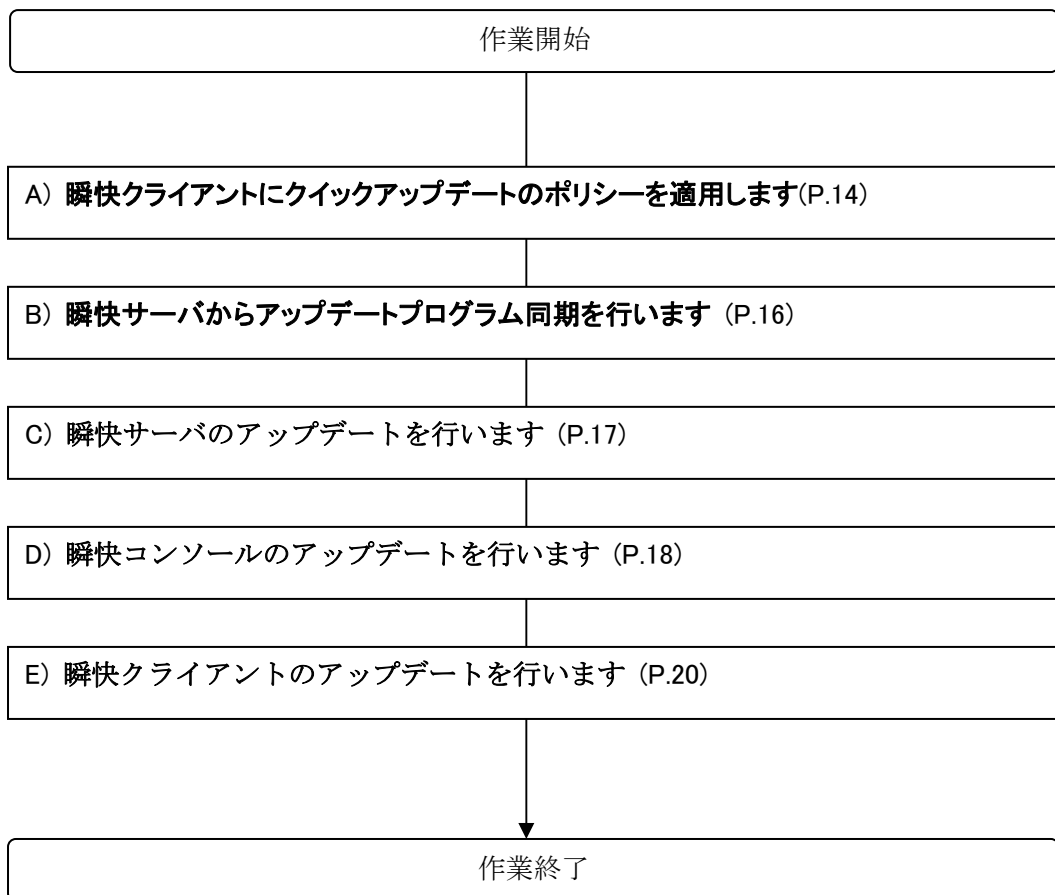 作業開始
A) 瞬快クライアントにクイックアップデートのポリシーを適用します(P.14)
B) 瞬快サーバからアップデートプログラム同期を行います (P.16)
C) 瞬快サーバのアップデートを行います (P.17)
D) 瞬快コンソールのアップデートを行います (P.18)
E) 瞬快クライアントのアップデートを行います (P.20)
作業終了